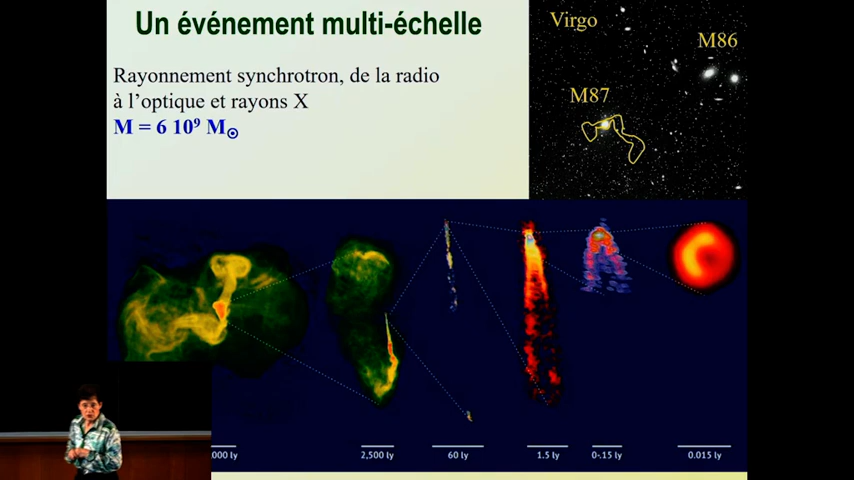 Un événement multi-échelle
Rayonnement synchrotron, de la radio
à l'optique et rayons X
M = 6 10⁹ M☉
Virgo
M86
M87
000 ly
2,500 ly
60 ly
1.5 ly
0-.15 ly
0.015 ly